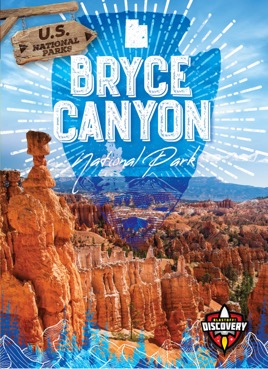 U.S.
NATIONAL
PARKS
BRYCE
CANYON
National Park
BLASTOFF!
DISCOVERY